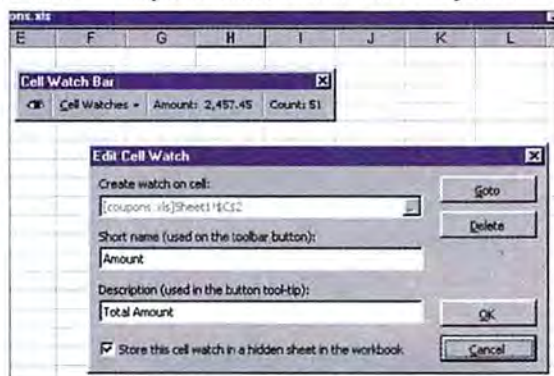 ons.xls
E F G H I J K L
Cell Watch Bar
Cell Watches Amount: 2,457.45 Count: 51
Edit Cell Watch
Create watch on cell:
[coupons.xls]Sheet1!$C$2
...
Goto
Delete
Short name (used on the toolbar button):
Amount
Description (used in the button tool-tip):
Total Amount
OK
Store this cell watch in a hidden sheet in the workbook
Cancel